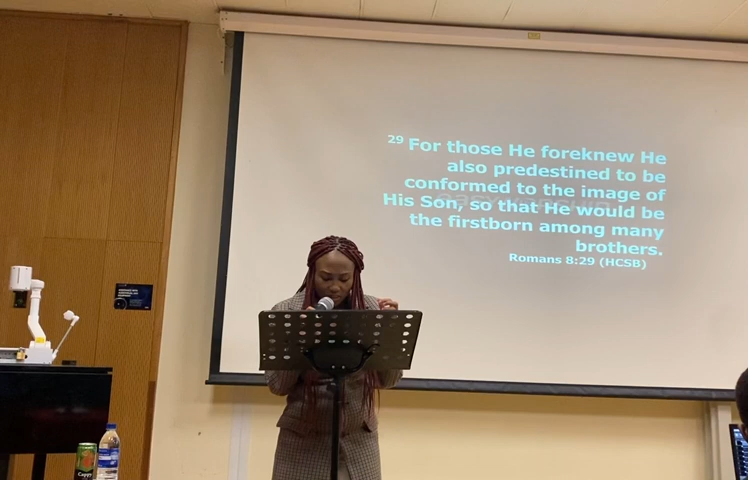 29 For those He foreknew He
also predestined to be
conformed to the image of
His Son, so that He would be
the firstborn among many
brothers.
Romans 8:29 (HCSB)
Cappy